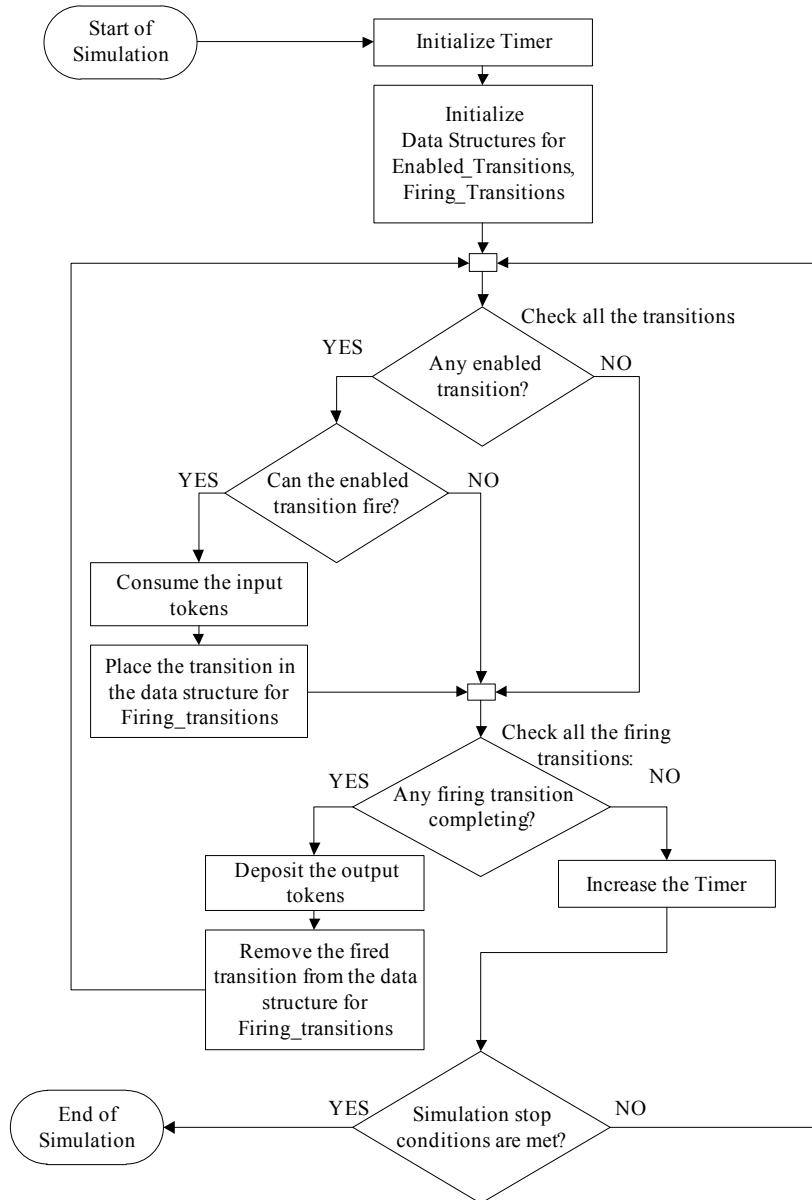 Start of
Simulation
Initialize Timer
Initialize
Data Structures for
Enabled_Transitions,
Firing_Transitions
Check all the transitions:
YES
Any enabled
transition?
NO
YES
Can the enabled
transition fire?
NO
Consume the input
tokens
Place the transition in
the data structure for
Firing_transitions
Check all the firing
transitions:
YES
NO
Any firing transition
completing?
Deposit the output
tokens
Increase the Timer
Remove the fired
transition from the data
structure for
Firing_transitions
End of
Simulation
YES
Simulation stop
conditions are met?
NO